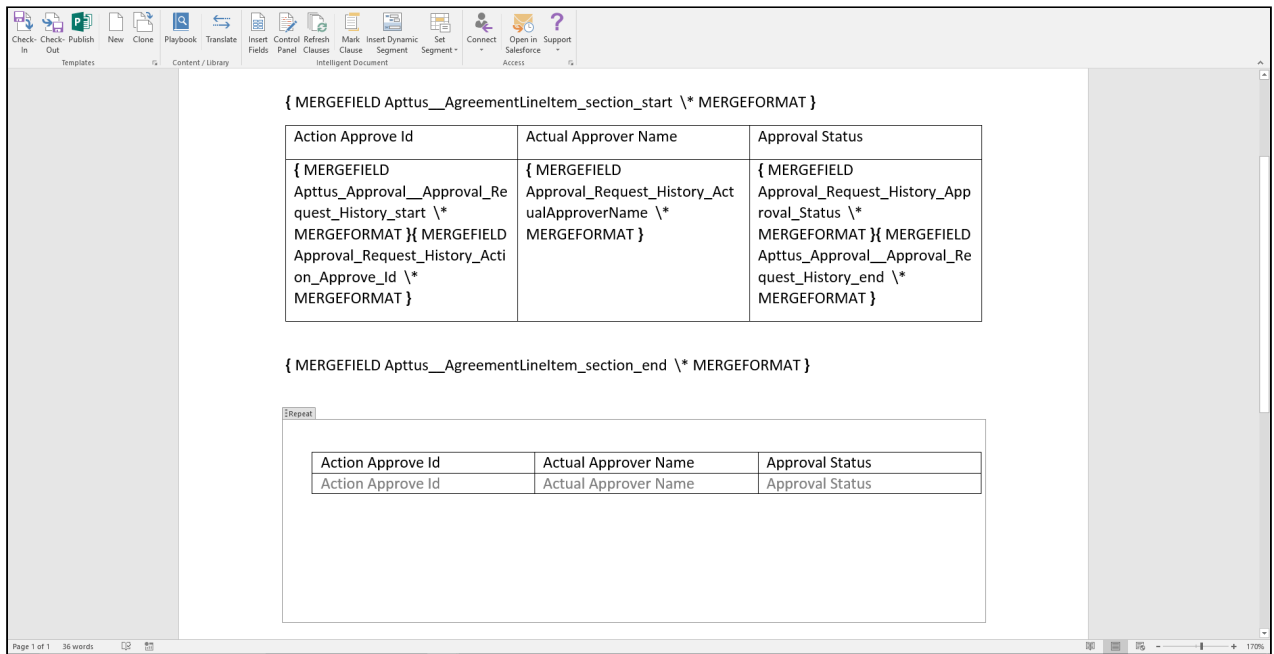 Check- Check- Publish New Clone Playbook Translate Insert Control Refresh Mark Insert Dynamic Set Connect Open in Support
In Out Fields Panel Clauses Clause Segment Segment Salesforce
Templates Content / Library Intelligent Document Access
{ MERGEFIELD Apttus__AgreementLineItem_section_start \* MERGEFORMAT }
Action Approve Id Actual Approver Name Approval Status
{ MERGEFIELD
Apttus_Approval__Approval_Re
quest_History_start \*
MERGEFORMAT }{ MERGEFIELD
Approval_Request_History_Acti
on_Approve_Id \*
MERGEFORMAT }
{ MERGEFIELD
Approval_Request_History_Act
ualApproverName \*
MERGEFORMAT }
{ MERGEFIELD
Approval_Request_History_App
roval_Status \*
MERGEFORMAT }{ MERGEFIELD
Apttus_Approval__Approval_Re
quest_History_end \*
MERGEFORMAT }
{ MERGEFIELD Apttus__AgreementLineItem_section_end \* MERGEFORMAT }
Repeat
Action Approve Id Actual Approver Name Approval Status
Action Approve Id Actual Approver Name Approval Status
Page 1 of 1 36 words 170%